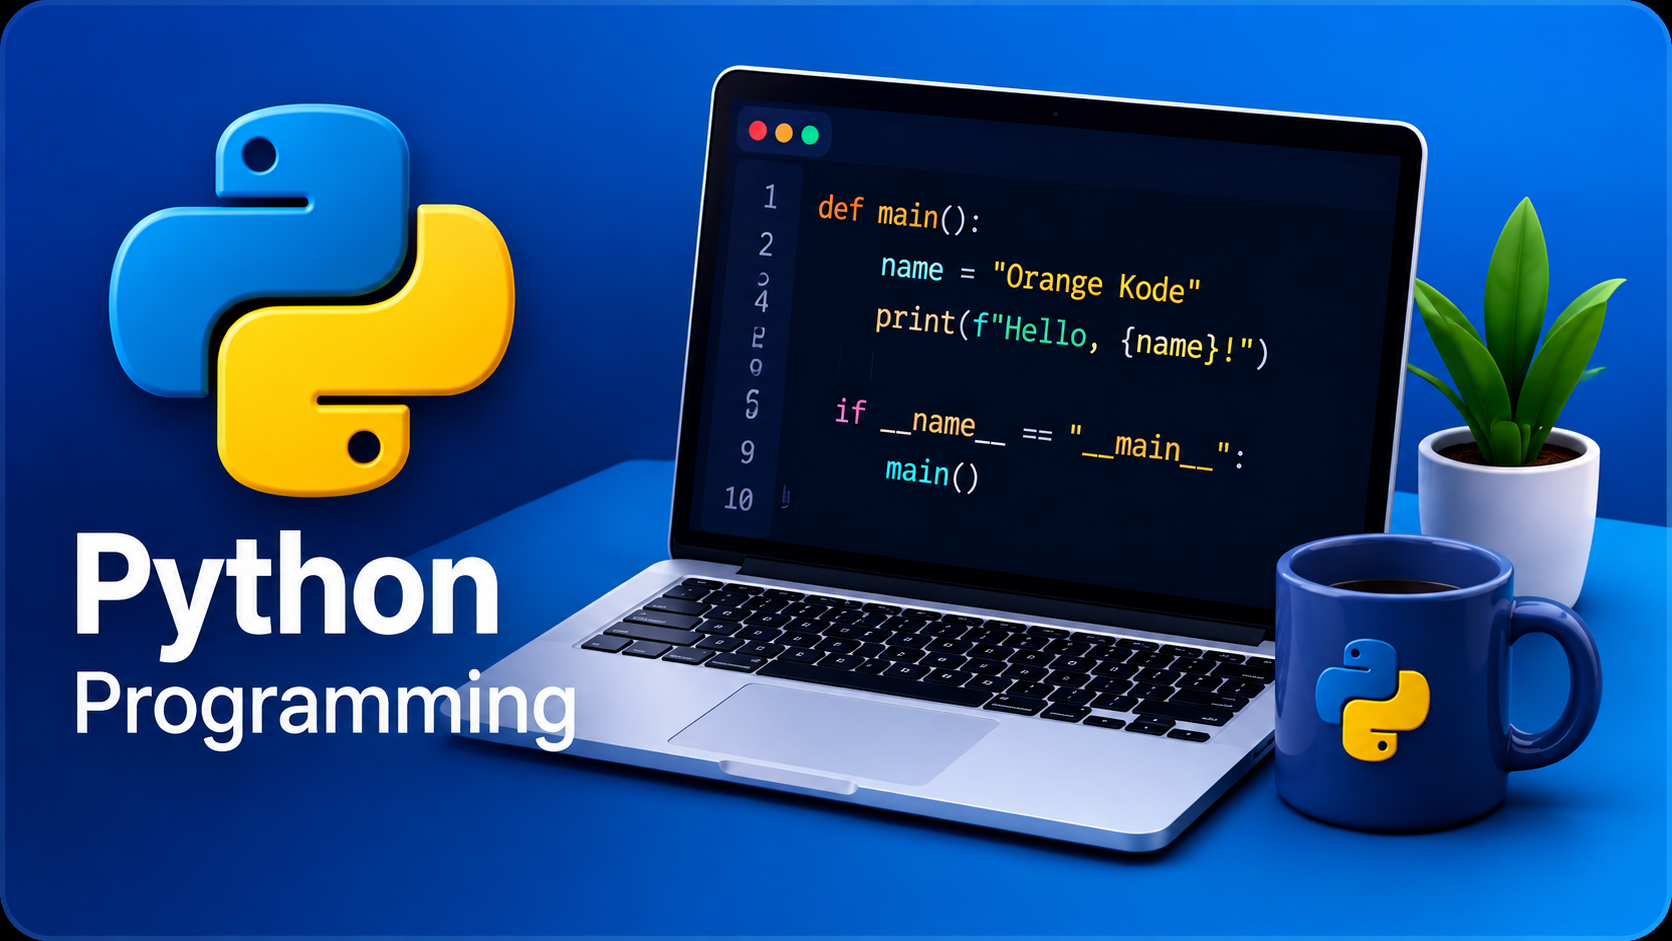 Python
Programming
1 def main():
2 name = "Orange Kode"
4 print(f"Hello, {name}!")
if __name__ == "__main__":
9 main()
10